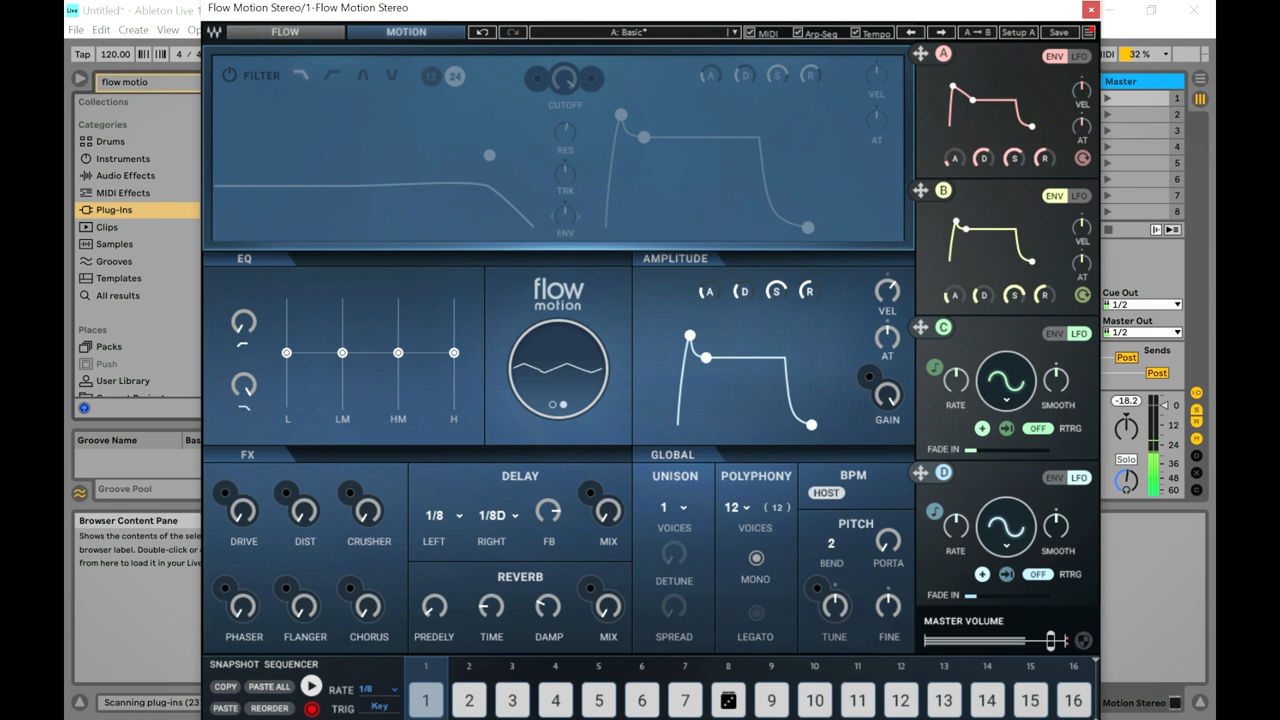 Untitled* - Ableton Live 1
Flow Motion Stereo/1-Flow Motion Stereo
File Edit Create View
FLOW MOTION A: Basic* MIDI Arp-Seq Tempo A → B Setup A Save
Tap 120.00 4 / 4
32 %
flow motio
Collections
Categories
Drums
Instruments
Audio Effects
MIDI Effects
Plug-Ins
Clips
Samples
Grooves
Templates
All results
Places
Packs
Push
User Library
Groove Name Bas
Groove Pool
Browser Content Pane
Shows the contents of the sele
browser label. Double-click or
from here to load it in your Live
Scanning plug-ins (23
FILTER 12 24
CUTOFF
RES
TRK
ENV
A D S R
VEL
AT
EQ
L LM HM H
flow
motion
AMPLITUDE
A D S R
VEL
AT
GAIN
FX
DRIVE DIST CRUSHER
PHASER FLANGER CHORUS
DELAY
1/8 1/8D
LEFT RIGHT FB MIX
REVERB
PREDELY TIME DAMP MIX
GLOBAL
UNISON
1
VOICES
DETUNE
SPREAD
POLYPHONY
12 (12)
VOICES
MONO
LEGATO
BPM
HOST
PITCH
2
BEND PORTA
TUNE FINE
A ENV LFO
VEL
AT
A D S R
B ENV LFO
VEL
AT
A D S R
C ENV LFO
RATE SMOOTH
OFF RTRG
FADE IN
D ENV LFO
RATE SMOOTH
OFF RTRG
FADE IN
MASTER VOLUME
SNAPSHOT SEQUENCER
COPY PASTE ALL
PASTE REORDER
RATE 1/8
TRIG Key
1 2 3 4 5 6 7 8 9 10 11 12 13 14 15 16
1 2 3 4 5 6 7 9 10 11 12 13 14 15 16
Master
1
2
3
4
5
6
7
8
Cue Out
1/2
Master Out
1/2
Sends
Post
Post
-18.2
0
12
24
36
48
60
Solo
Motion Stereo